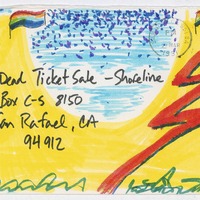 Dead Ticket Sale - Shoreline
Box C-S 8150
San Rafael, CA
94912